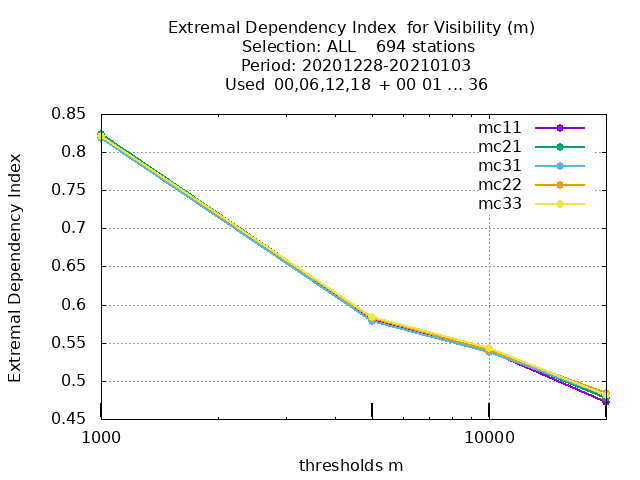 Extremal Dependency Index for Visibility (m)
Selection: ALL 694 stations
Period: 20201228-20210103
Used 00,06,12,18 + 00 01 ... 36
0.85
0.8
0.75
0.7
0.65
0.6
0.55
0.5
0.45
Extremal Dependency Index
mc11
mc21
mc31
mc22
mc33
1000
10000
thresholds m